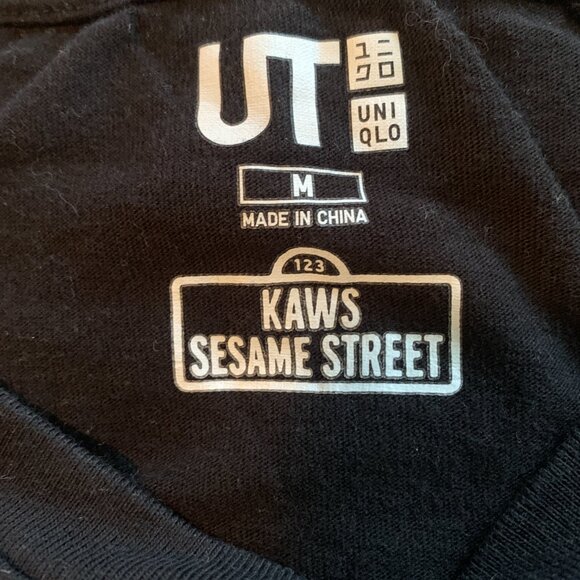 UT
ユニ
クロ
UNI
QLO
M
MADE IN CHINA
123
KAWS
SESAME STREET